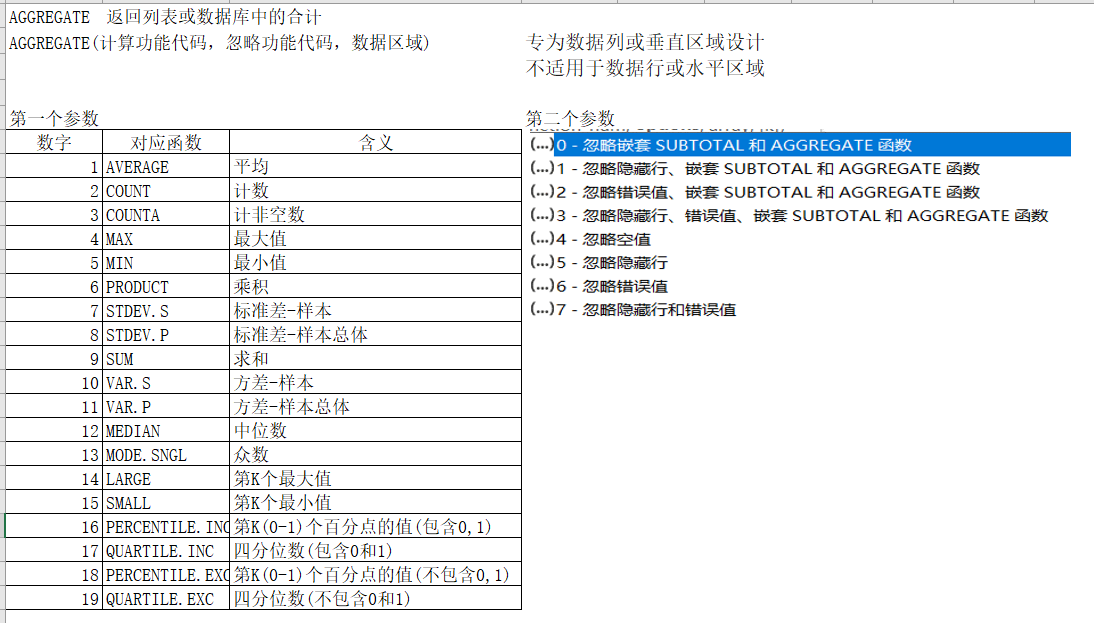 AGGREGATE 返回列表或数据库中的合计
AGGREGATE(计算功能代码，忽略功能代码，数据区域)
专为数据列或垂直区域设计
不适用于数据行或水平区域
第一个参数
数字 对应函数 含义
1 AVERAGE 平均
2 COUNT 计数
3 COUNTA 计非空数
4 MAX 最大值
5 MIN 最小值
6 PRODUCT 乘积
7 STDEV.S 标准差-样本
8 STDEV.P 标准差-样本总体
9 SUM 求和
10 VAR.S 方差-样本
11 VAR.P 方差-样本总体
12 MEDIAN 中位数
13 MODE.SNGL 众数
14 LARGE 第K个最大值
15 SMALL 第K个最小值
16 PERCENTILE.INC 第K(0-1)个百分点的值(包含0,1)
17 QUARTILE.INC 四分位数(包含0和1)
18 PERCENTILE.EXC 第K(0-1)个百分点的值(不包含0,1)
19 QUARTILE.EXC 四分位数(不包含0和1)
第二个参数
(...)0 - 忽略嵌套 SUBTOTAL 和 AGGREGATE 函数
(...)1 - 忽略隐藏行、嵌套 SUBTOTAL 和 AGGREGATE 函数
(...)2 - 忽略错误值、嵌套 SUBTOTAL 和 AGGREGATE 函数
(...)3 - 忽略隐藏行、错误值、嵌套 SUBTOTAL 和 AGGREGATE 函数
(...)4 - 忽略空值
(...)5 - 忽略隐藏行
(...)6 - 忽略错误值
(...)7 - 忽略隐藏行和错误值